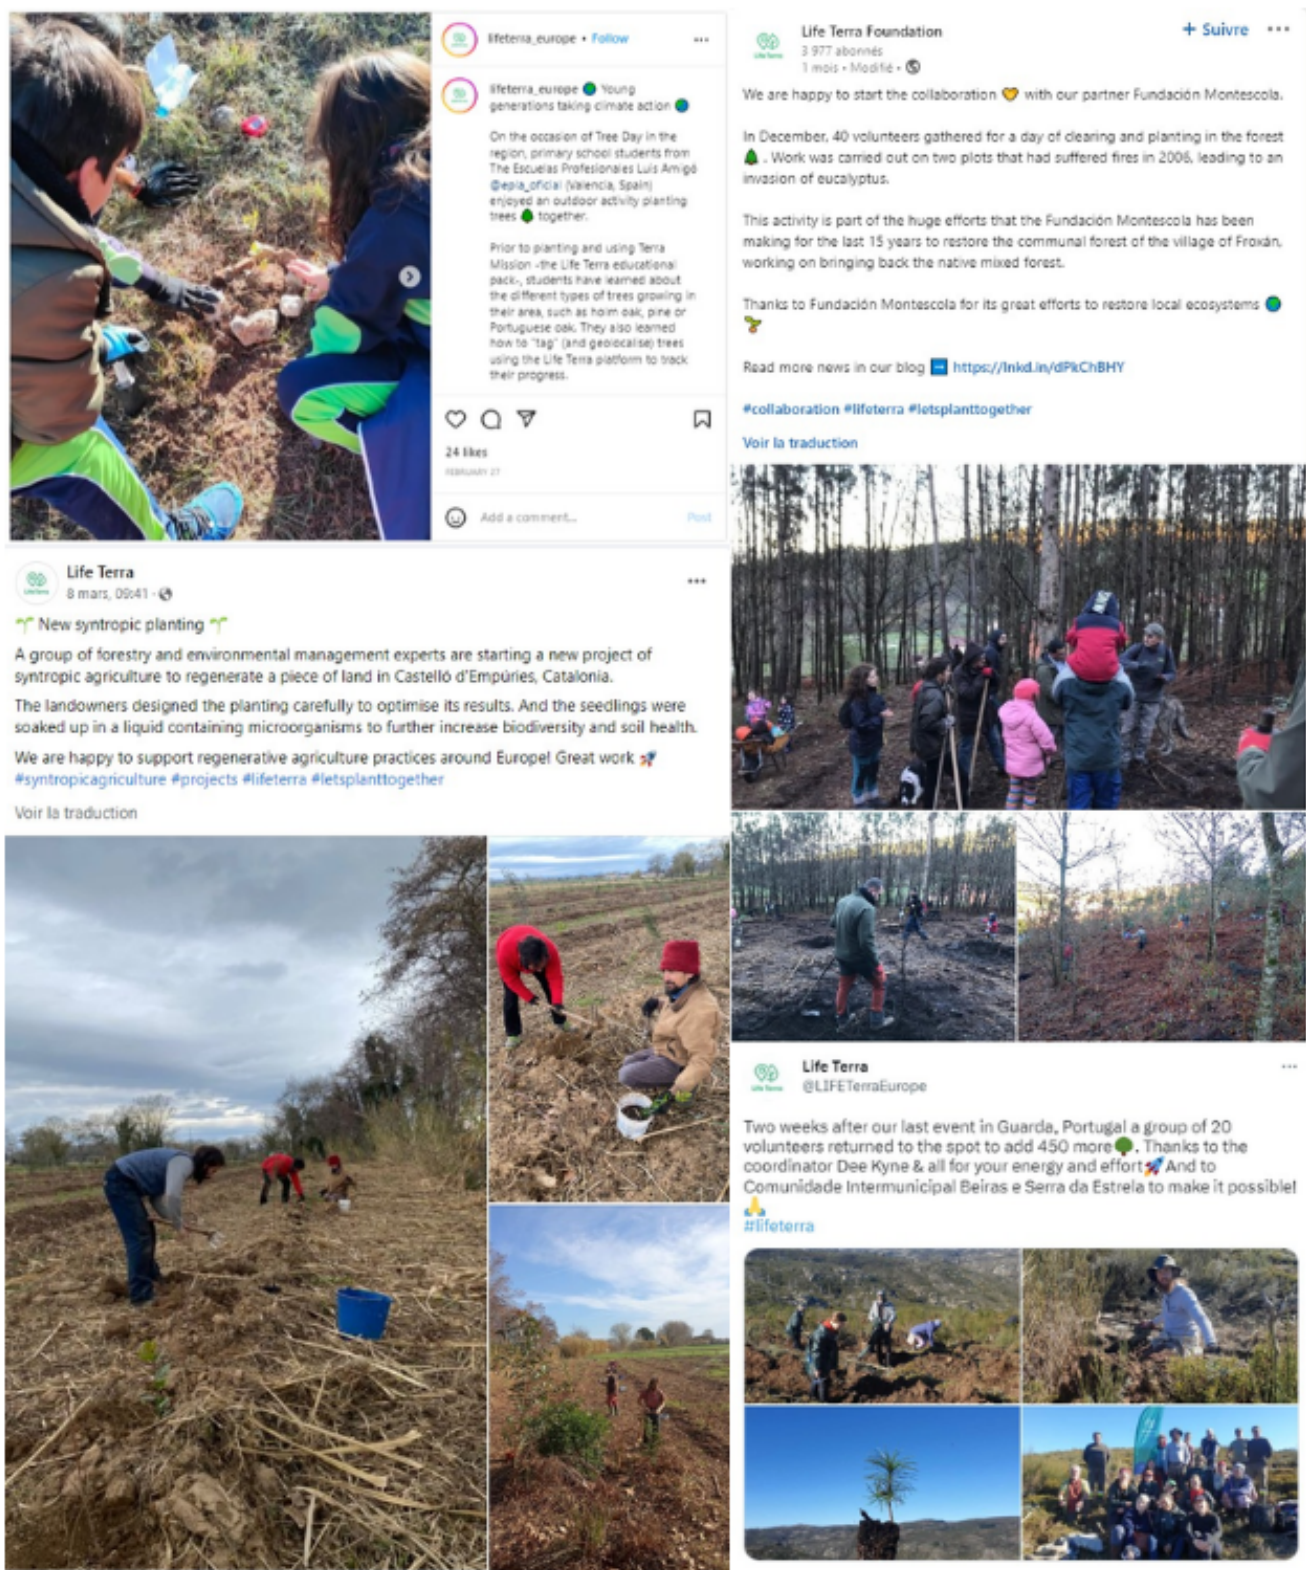 lifeterra_europe • Follow
lifeterra_europe 🌍 Young
generations taking climate action 🌍
On the occasion of Tree Day in the
region, primary school students from
The Escuelas Profesionales Luis Amigó
@epla_oficial (Valencia, Spain)
enjoyed an outdoor activity planting
trees 🌲 together.
Prior to planting and using Terra
Mission -the Life Terra educational
pack-, students have learned about
the different types of trees growing in
their area, such as holm oak, pine or
Portuguese oak. They also learned
how to "tag" (and geolocalise) trees
using the Life Terra platform to track
their progress.
24 likes
FEBRUARY 27
Add a comment...
Post
Life Terra
8 mars, 09:41
🌱 New syntropic planting 🌱
A group of forestry and environmental management experts are starting a new project of
syntropic agriculture to regenerate a piece of land in Castelló d'Empúries, Catalonia.
The landowners designed the planting carefully to optimise its results. And the seedlings were
soaked up in a liquid containing microorganisms to further increase biodiversity and soil health.
We are happy to support regenerative agriculture practices around Europe! Great work 🚀
#syntropicagriculture #projects #lifeterra #letsplanttogether
Voir la traduction
Life Terra Foundation
+ Suivre
3 977 abonnés
1 mois • Modifié •
We are happy to start the collaboration 💛 with our partner Fundación Montescola.
In December, 40 volunteers gathered for a day of clearing and planting in the forest
🌲 . Work was carried out on two plots that had suffered fires in 2006, leading to an
invasion of eucalyptus.
This activity is part of the huge efforts that the Fundación Montescola has been
making for the last 15 years to restore the communal forest of the village of Froxán,
working on bringing back the native mixed forest.
Thanks to Fundación Montescola for its great efforts to restore local ecosystems 🌍
🌱
Read more news in our blog ➡️ https://lnkd.in/dPkChBHY
#collaboration #lifeterra #letsplanttogether
Voir la traduction
Life Terra
@LIFETerraEurope
Two weeks after our last event in Guarda, Portugal a group of 20
volunteers returned to the spot to add 450 more🌳. Thanks to the
coordinator Dee Kyne & all for your energy and effort🚀And to
Comunidade Intermunicipal Beiras e Serra da Estrela to make it possible!
🙏
#lifeterra